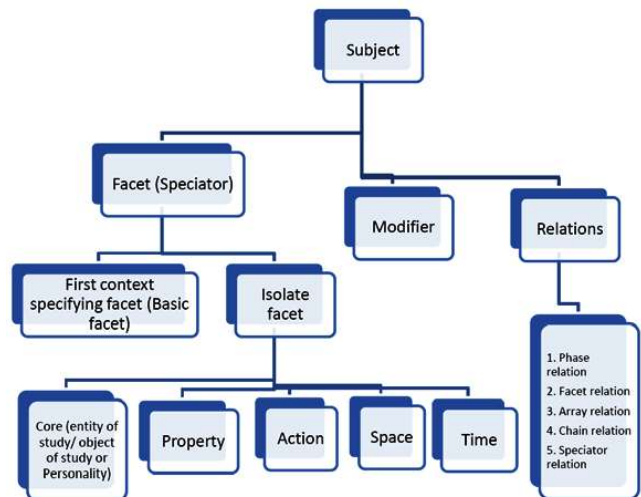 Subject
Facet (Speciator)
Modifier
Relations
First context
specifying facet (Basic
facet)
Isolate
facet
1. Phase
relation
2. Facet relation
3. Array relation
4. Chain relation
5. Speciator
relation
Core (entity of
study/ object
of study or
Personality)
Property
Action
Space
Time